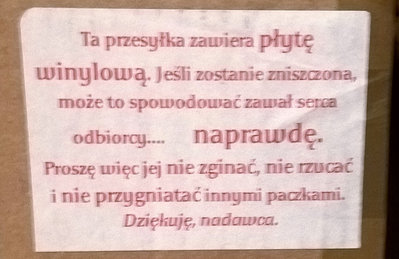 Ta przesyłka zawiera płytę
winylową. Jeśli zostanie zniszczona,
może to spowodować zawał serca
odbiorcy.... naprawdę.
Proszę więc jej nie zginać, nie rzucać
i nie przygniatać innymi paczkami.
Dziękuję, nadawca.